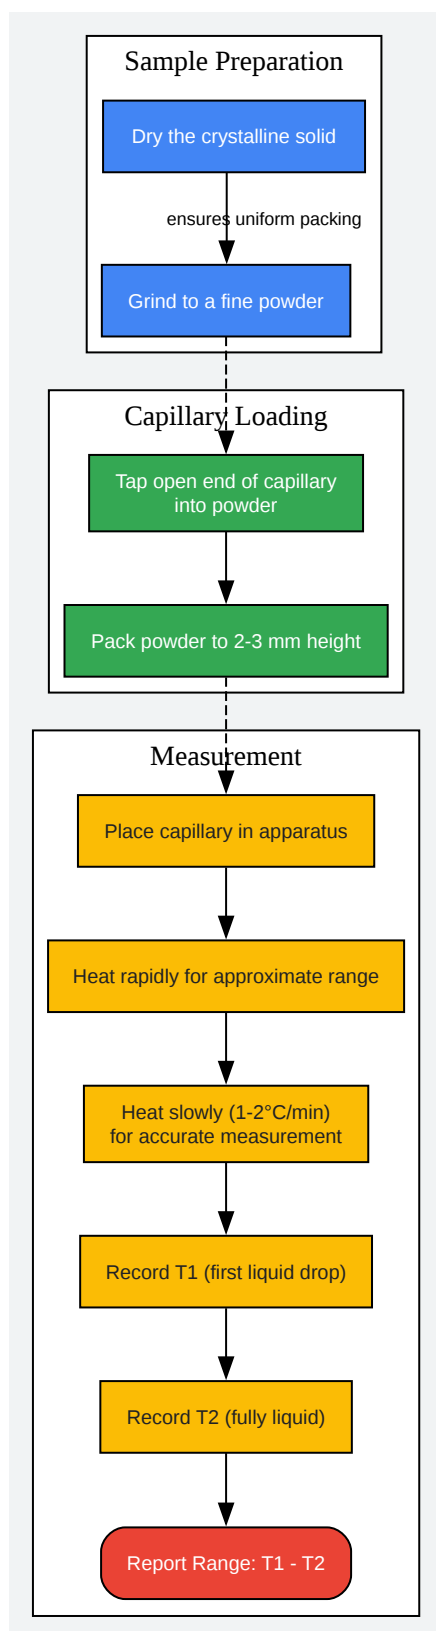 Sample Preparation
Dry the crystalline solid
ensures uniform packing
Grind to a fine powder
Capillary Loading
Tap open end of capillary
into powder
Pack powder to 2-3 mm height
Measurement
Place capillary in apparatus
Heat rapidly for approximate range
Heat slowly (1-2°C/min)
for accurate measurement
Record T1 (first liquid drop)
Record T2 (fully liquid)
Report Range: T1 - T2